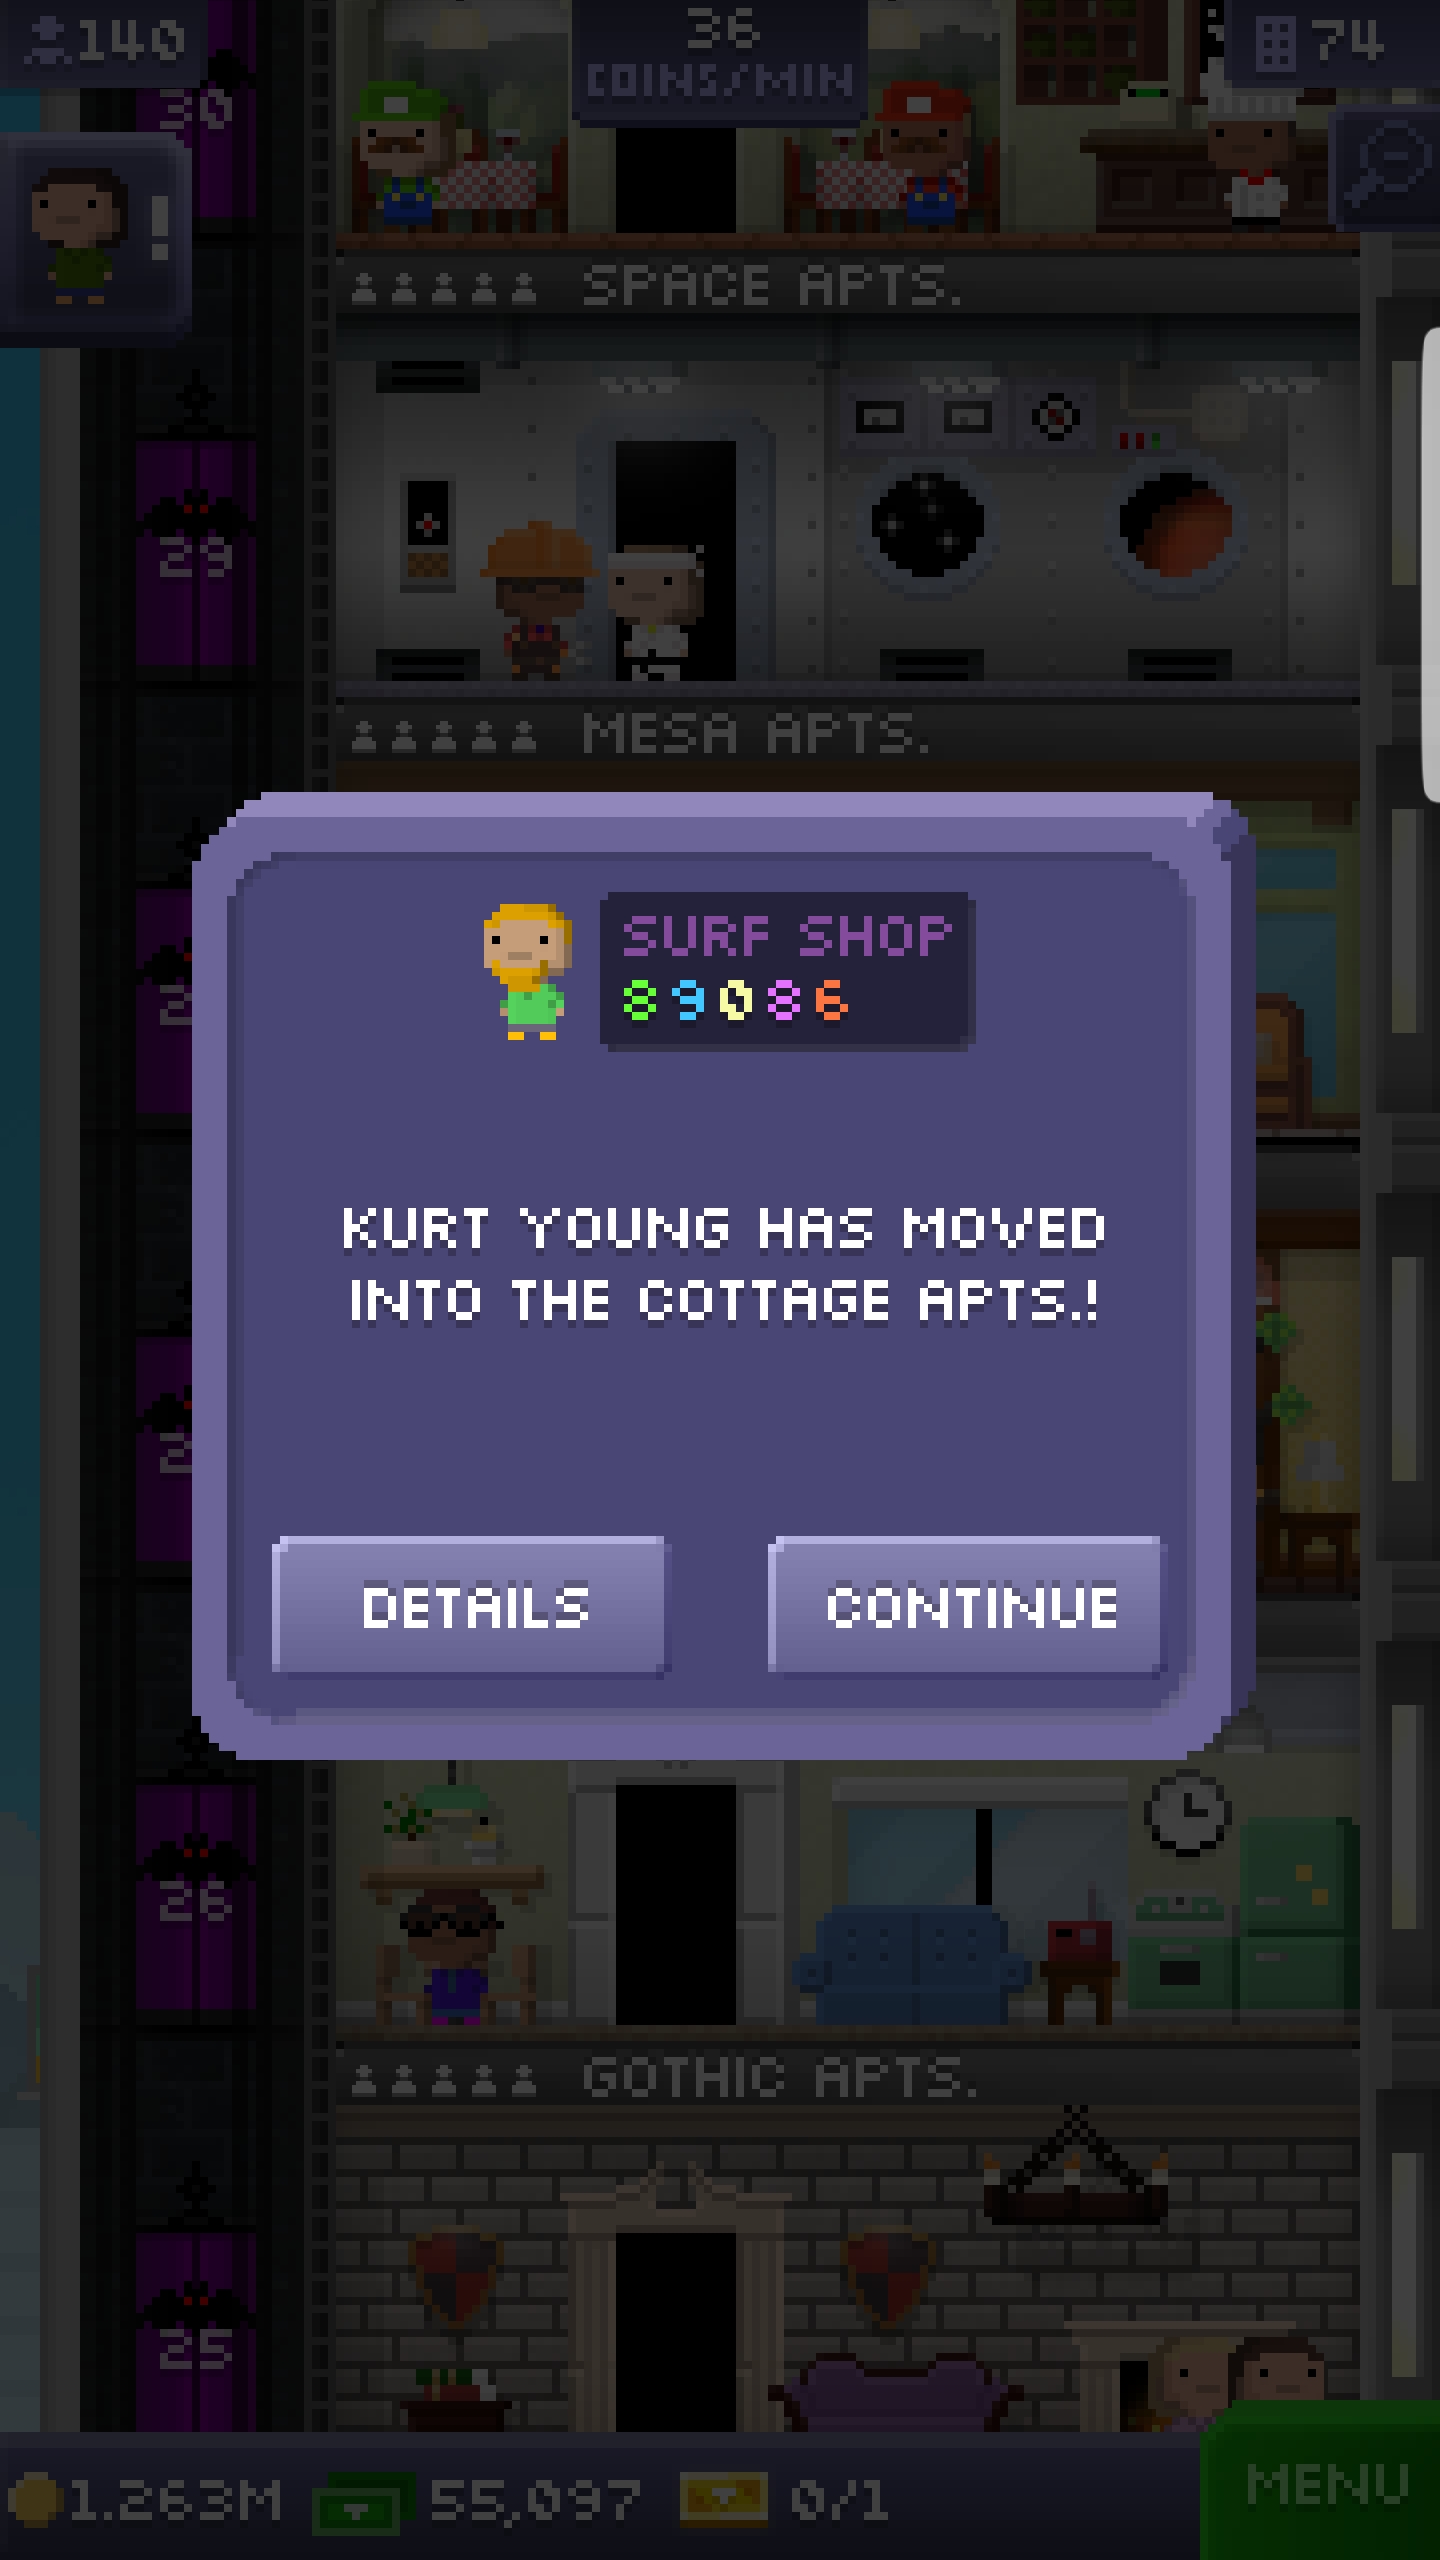 140
36
COINS/MIN
74
30
!
SPACE APTS.
29
MESA APTS.
SURF SHOP
89086
KURT YOUNG HAS MOVED
INTO THE COTTAGE APTS.!
DETAILS
CONTINUE
26
GOTHIC APTS.
25
1.263M
55,097
0/1
MENU